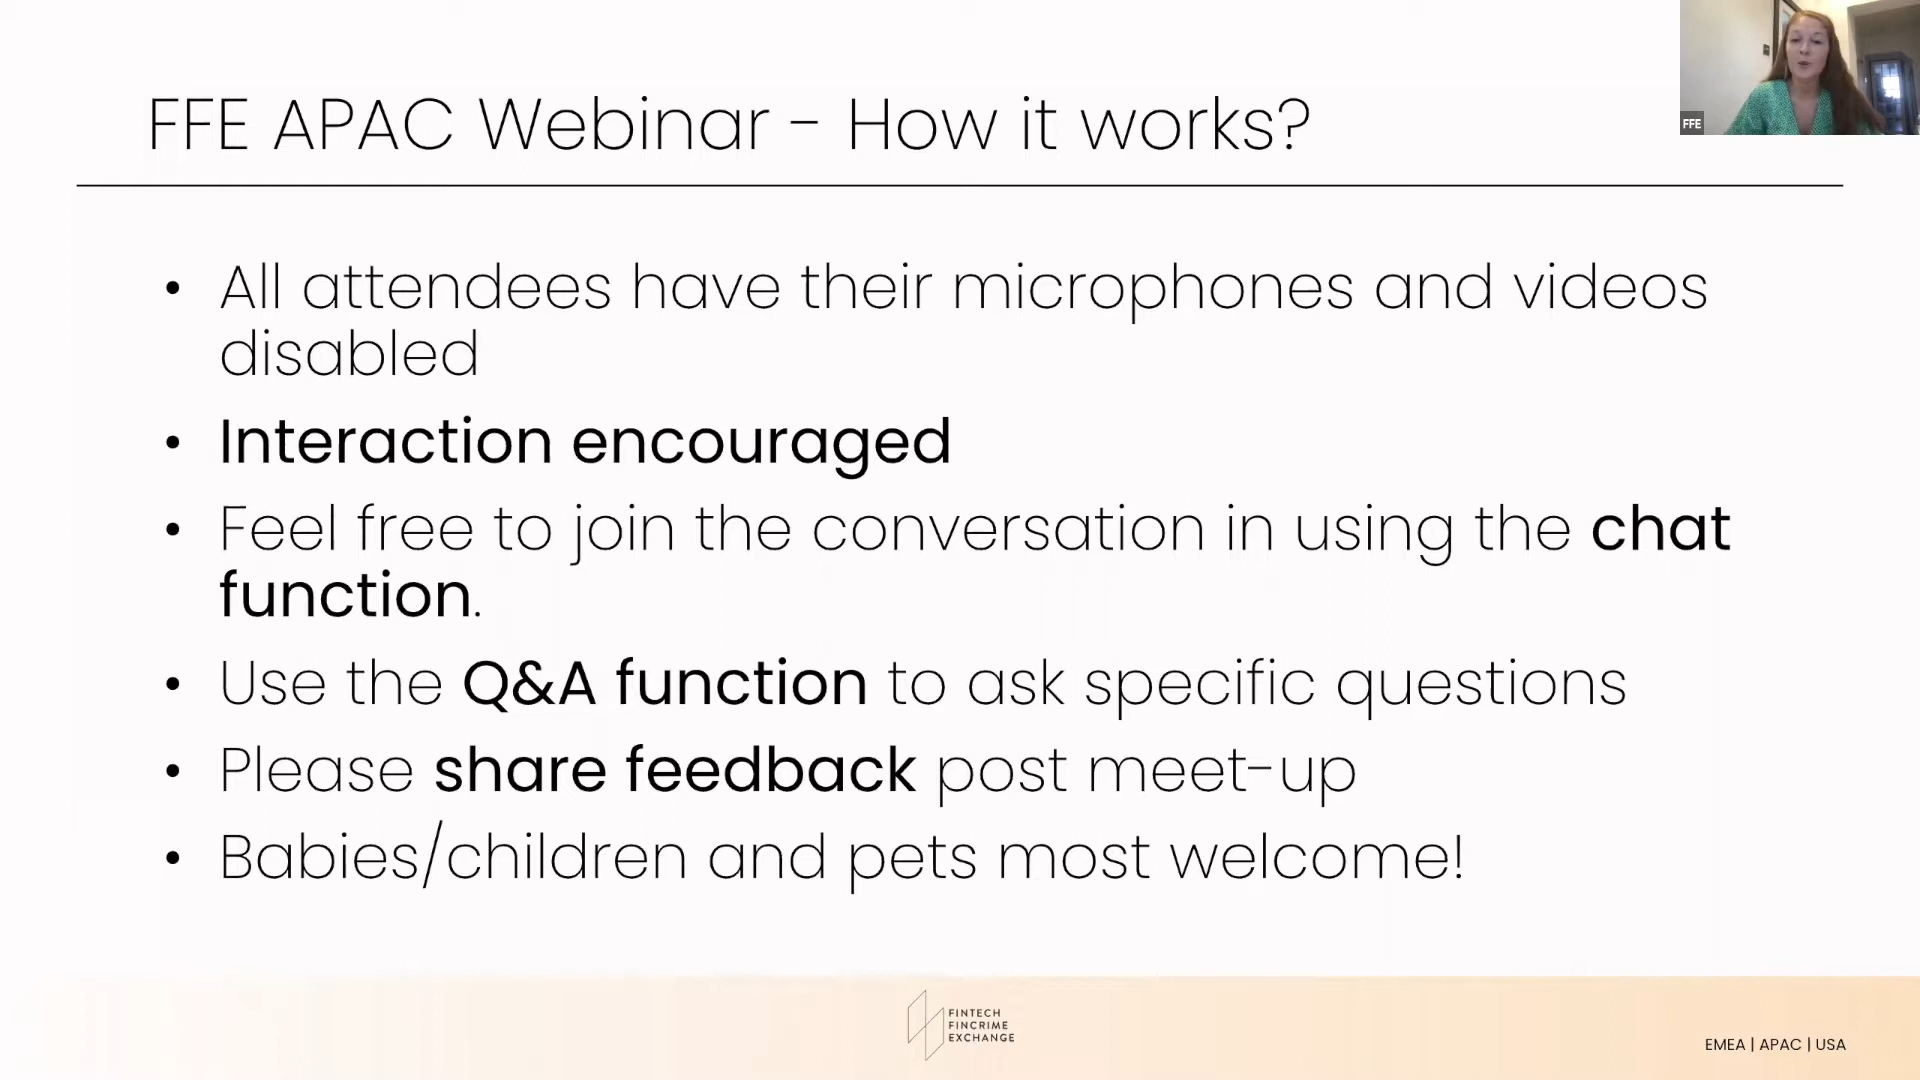 FFE APAC Webinar - How it works?
FFE
• All attendees have their microphones and videos
disabled
• Interaction encouraged
• Feel free to join the conversation in using the chat
function.
• Use the Q&A function to ask specific questions
• Please share feedback post meet-up
• Babies/children and pets most welcome!
FINTECH
FINCRIME
EXCHANGE
EMEA | APAC | USA